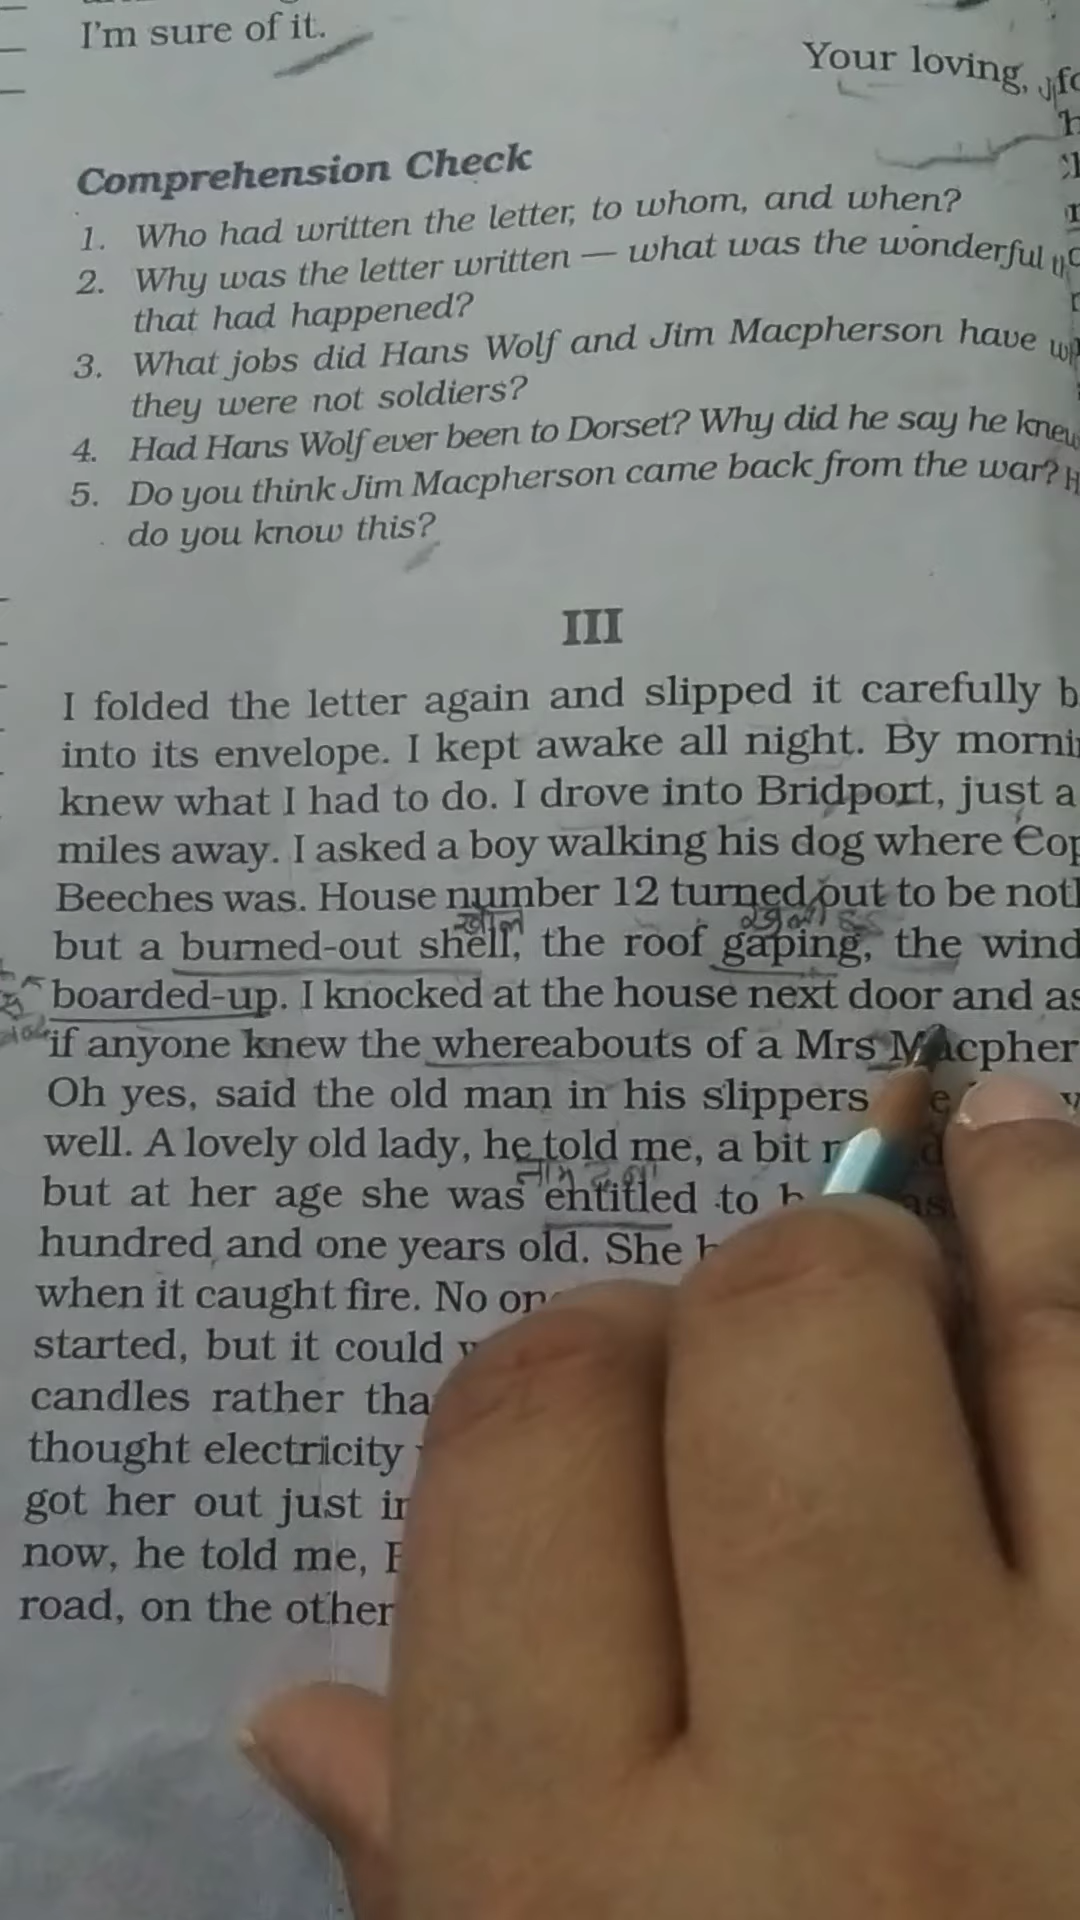 I'm sure of it.
Your loving,
Comprehension Check
1. Who had written the letter, to whom, and when?
2. Why was the letter written — what was the wonderful
that had happened?
3. What jobs did Hans Wolf and Jim Macpherson have
they were not soldiers?
4. Had Hans Wolf ever been to Dorset? Why did he say he knew
5. Do you think Jim Macpherson came back from the war?
do you know this?
III
I folded the letter again and slipped it carefully
into its envelope. I kept awake all night. By
knew what I had to do. I drove into Bridport, just a
miles away. I asked a boy walking his dog where
Beeches was. House number 12 turned out to be
खोल
but a burned-out shell, the roof gaping, the
boarded-up. I knocked at the house next door and
if anyone knew the whereabouts of a Mrs
Oh yes, said the old man in his slippers
well. A lovely old lady, he told me, a bit
but at her age she was entitled to
hundred and one years old. She
when it caught fire. No
started, but it could
candles rather
thought electricity
got her out just
now, he told me,
road, on the other